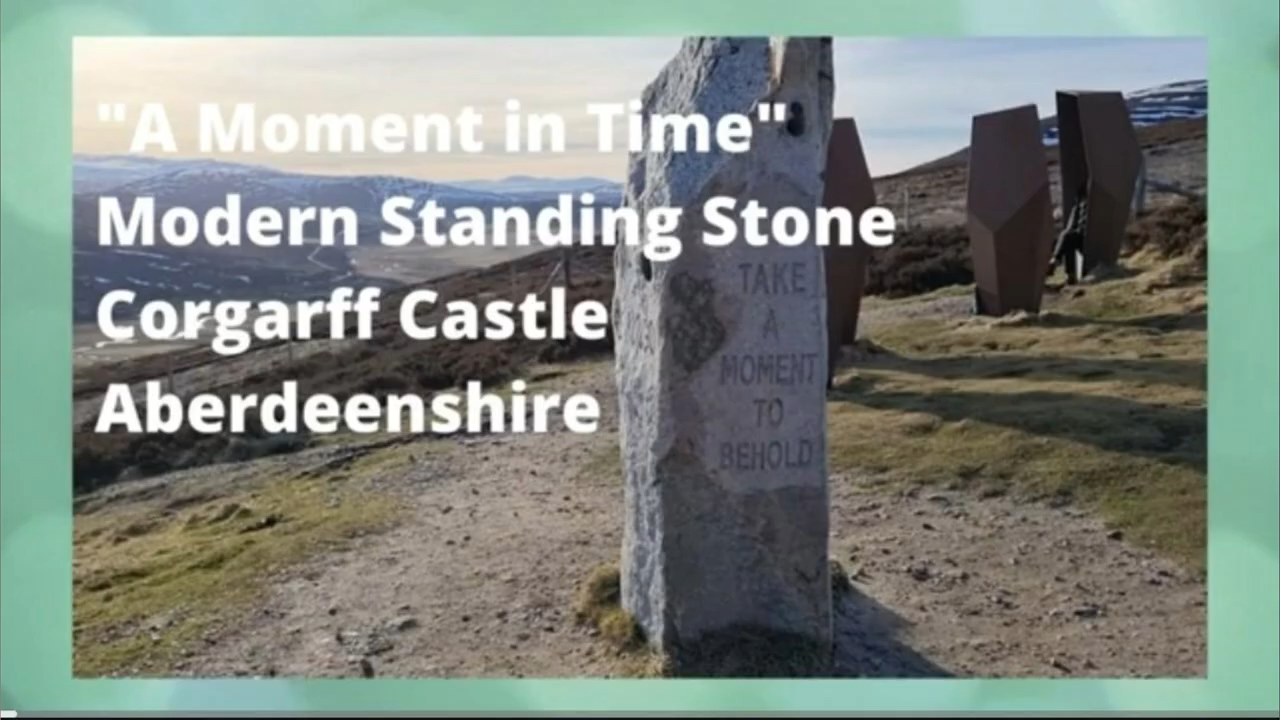 "A Moment in Time"
Modern Standing Stone
Corgarff Castle
Aberdeenshire
TAKE
A
MOMENT
TO
BEHOLD